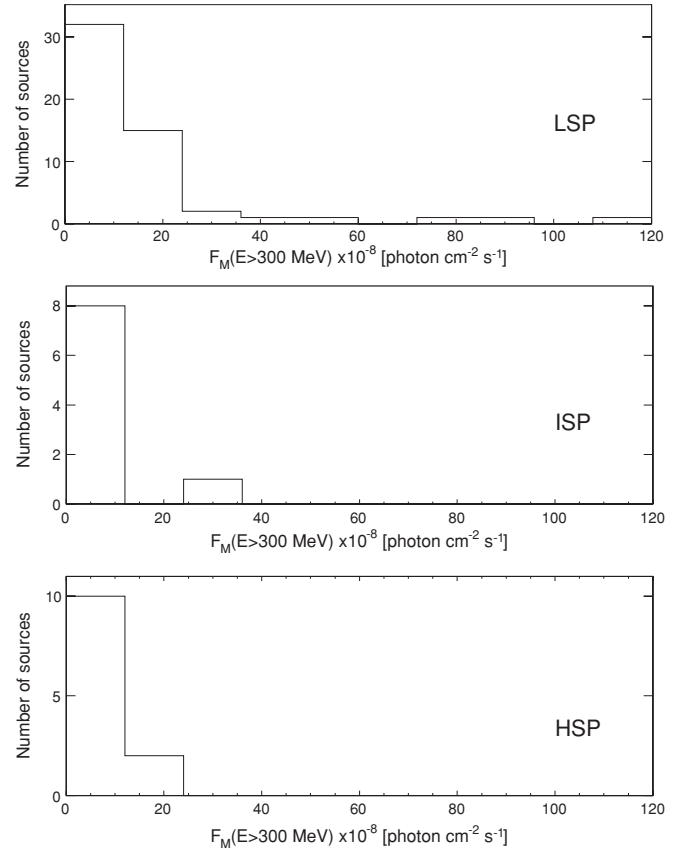 Number of sources
30
20
10
0
LSP
0 20 40 60 80 100 120
F_M(E>300 MeV) x10^-8 [photon cm^-2 s^-1]
Number of sources
8
6
4
2
0
ISP
0 20 40 60 80 100 120
F_M(E>300 MeV) x10^-8 [photon cm^-2 s^-1]
Number of sources
10
5
0
HSP
0 20 40 60 80 100 120
F_M(E>300 MeV) x10^-8 [photon cm^-2 s^-1]